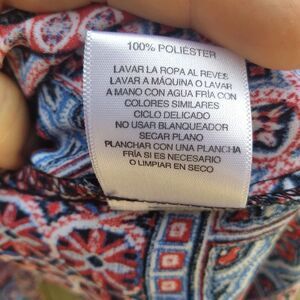 100% POLIÉSTER
LAVAR LA ROPA AL REVES
LAVAR A MÁQUINA O LAVAR
A MANO CON AGUA FRÍA CON
COLORES SIMILARES
CICLO DELICADO
NO USAR BLANQUEADOR
SECAR PLANO
PLANCHAR CON UNA PLANCHA
FRÍA SI ES NECESARIO
O LIMPIAR EN SECO